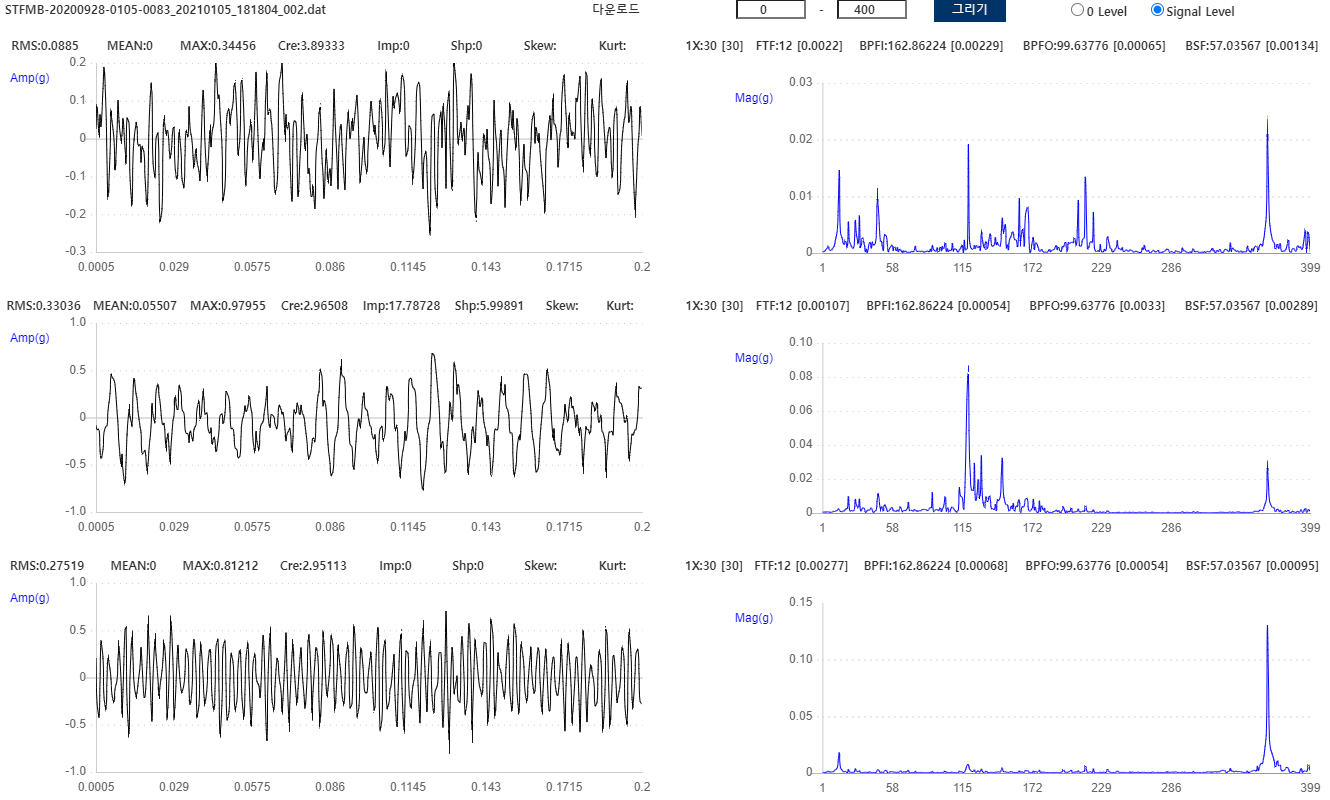 STFMB-20200928-0105-0083_20210105_181804_002.dat 다운로드 0 - 400 그리기 0 Level Signal Level
RMS:0.0885 MEAN:0 MAX:0.34456 Cre:3.89333 Imp:0 Shp:0 Skew: Kurt: 1X:30 [30] FTF:12 [0.0022] BPFI:162.86224 [0.00229] BPFO:99.63776 [0.00065] BSF:57.03567 [0.00134]
Amp(g)
0.2
0.1
0
-0.1
-0.2
-0.3
0.0005 0.029 0.0575 0.086 0.1145 0.143 0.1715 0.2
Mag(g)
0.03
0.02
0.01
0
1 58 115 172 229 286 399
RMS:0.33036 MEAN:0.05507 MAX:0.97955 Cre:2.96508 Imp:17.78728 Shp:5.99891 Skew: Kurt: 1X:30 [30] FTF:12 [0.00107] BPFI:162.86224 [0.00054] BPFO:99.63776 [0.0033] BSF:57.03567 [0.00289]
Amp(g)
1.0
0.5
0
-0.5
-1.0
0.0005 0.029 0.0575 0.086 0.1145 0.143 0.1715 0.2
Mag(g)
0.10
0.08
0.06
0.04
0.02
0
1 58 115 172 229 286 399
RMS:0.27519 MEAN:0 MAX:0.81212 Cre:2.95113 Imp:0 Shp:0 Skew: Kurt: 1X:30 [30] FTF:12 [0.00277] BPFI:162.86224 [0.00068] BPFO:99.63776 [0.00054] BSF:57.03567 [0.00095]
Amp(g)
1.0
0.5
0
-0.5
-1.0
0.0005 0.029 0.0575 0.086 0.1145 0.143 0.1715 0.2
Mag(g)
0.15
0.10
0.05
0
1 58 115 172 229 286 399